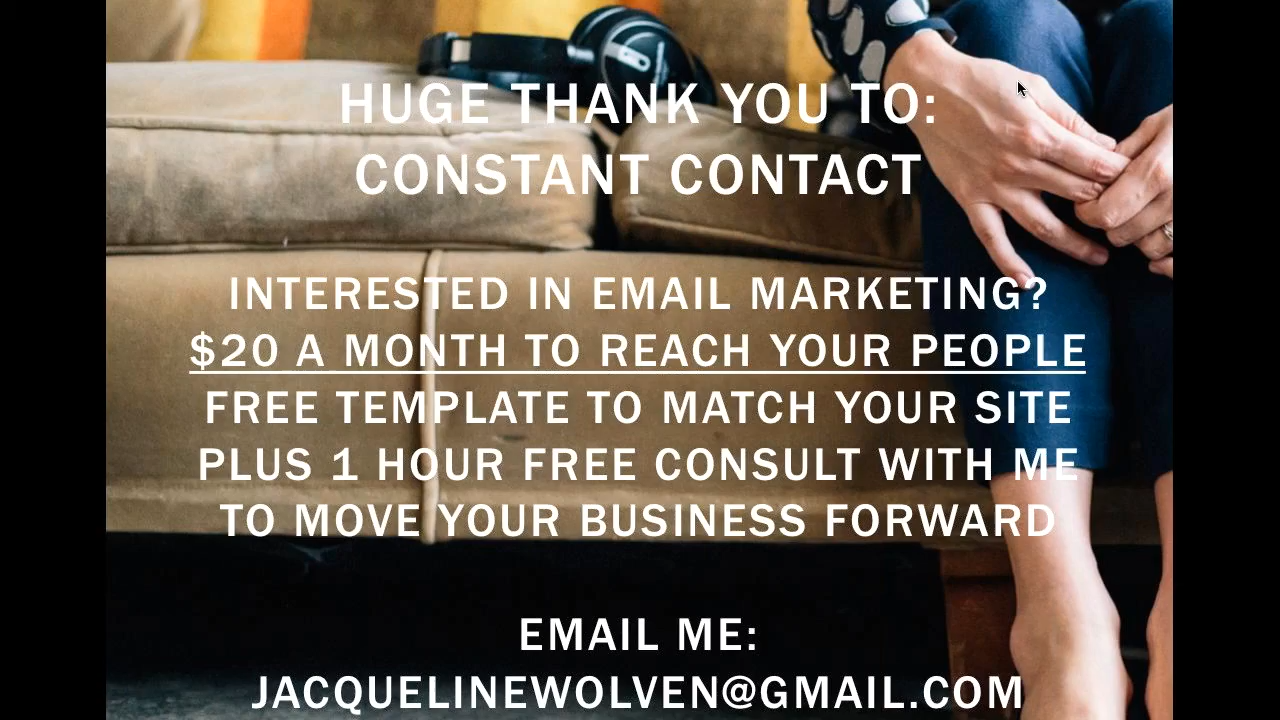 HUGE THANK YOU TO:
CONSTANT CONTACT
INTERESTED IN EMAIL MARKETING?
$20 A MONTH TO REACH YOUR PEOPLE
FREE TEMPLATE TO MATCH YOUR SITE
PLUS 1 HOUR FREE CONSULT WITH ME
TO MOVE YOUR BUSINESS FORWARD
EMAIL ME:
JACQUELINEWOLVEN@GMAIL.COM